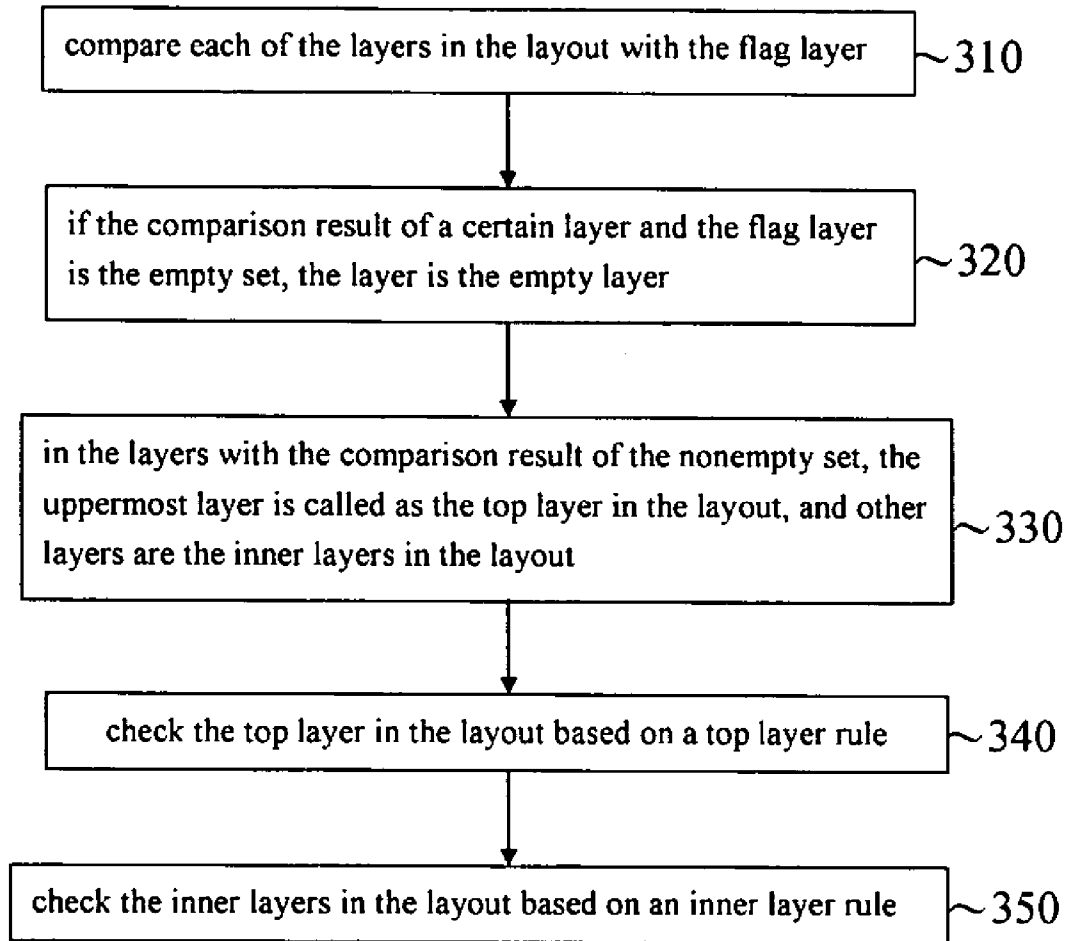 compare each of the layers in the layout with the flag layer ~310
if the comparison result of a certain layer and the flag layer
is the empty set, the layer is the empty layer ~320
in the layers with the comparison result of the nonempty set, the
uppermost layer is called as the top layer in the layout, and other
layers are the inner layers in the layout ~330
check the top layer in the layout based on a top layer rule ~340
check the inner layers in the layout based on an inner layer rule ~350